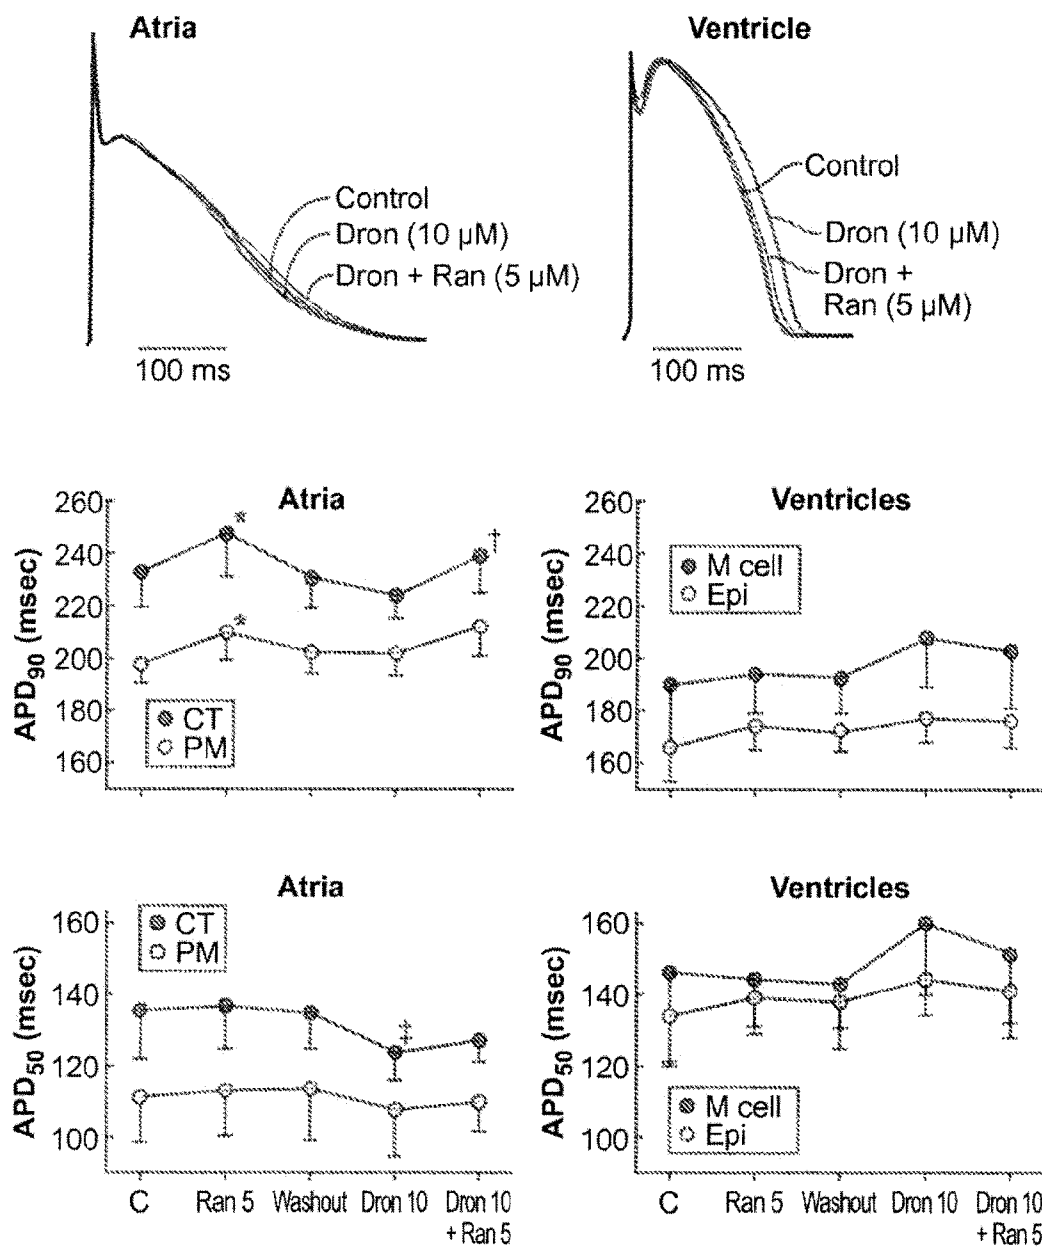 Atria
Ventricle
Control
Dron (10 µM)
Dron + Ran (5 µM)
100 ms
Control
Dron (10 µM)
Dron +
Ran (5 µM)
100 ms
Atria
APD90 (msec)
260
240
220
200
180
160
*
*
†
CT
PM
Ventricles
APD90 (msec)
260
240
220
200
180
160
M cell
Epi
Atria
APD50 (msec)
160
140
120
100
CT
PM
‡
C
Ran 5
Washout
Dron 10
Dron 10
+ Ran 5
Ventricles
APD50 (msec)
160
140
120
100
M cell
Epi
C
Ran 5
Washout
Dron 10
Dron 10
+ Ran 5